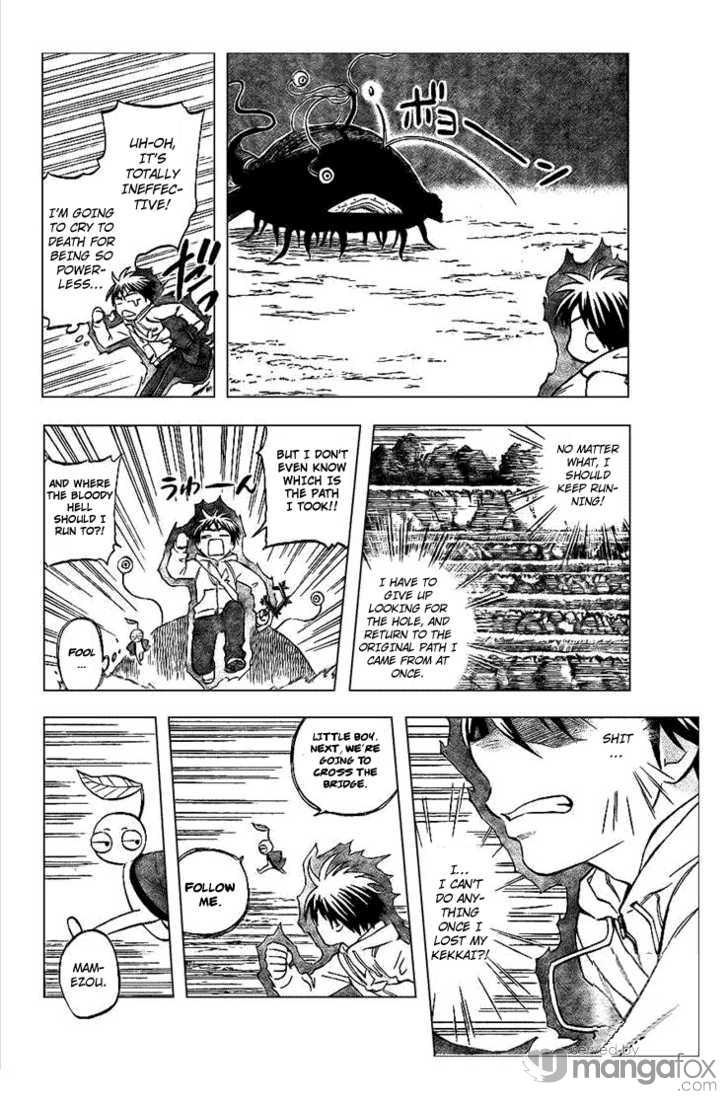 ボヨーン
UH-OH,
IT'S
TOTALLY
INEFFEC-
TIVE!
I'M GOING
TO CRY TO
DEATH FOR
BEING SO
POWER-
LESS...
NO MATTER
WHAT, I
SHOULD
KEEP RUN-
NING!
I HAVE TO
GIVE UP
LOOKING FOR
THE HOLE, AND
RETURN TO THE
ORIGINAL PATH I
CAME FROM AT
ONCE.
BUT I DON'T
EVEN KNOW
WHICH IS
THE PATH
I TOOK!!
うわーん
AND WHERE
THE BLOODY
HELL
SHOULD I
RUN TO?!
FOOL
...
SHIT
...
I...
I CAN'T
DO ANY-
THING
ONCE I
LOST MY
KEKKAI?!
LITTLE BOY.
NEXT, WE'RE
GOING TO
CROSS THE
BRIDGE.
FOLLOW
ME.
MAM-
EZOU.
served by
mangafox
.com